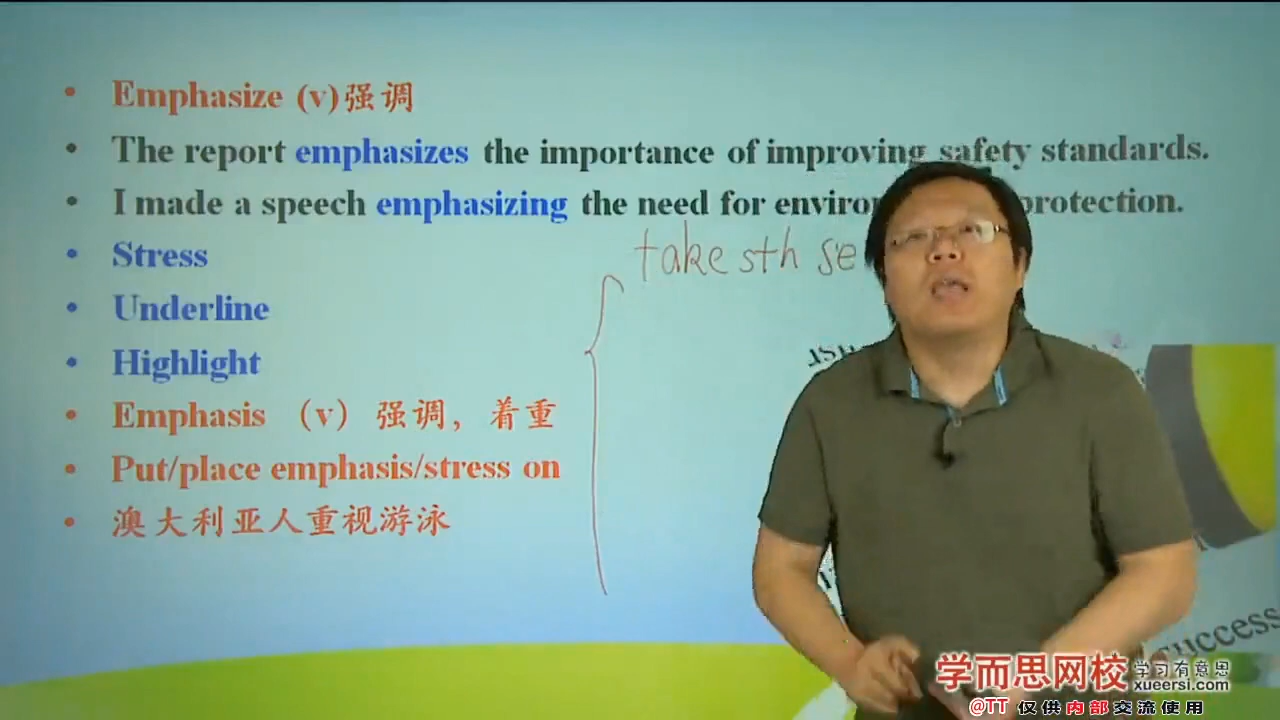 • Emphasize (v)强调
• The report emphasizes the importance of improving safety standards.
• I made a speech emphasizing the need for environ protection.
take sth se
• Stress
• Underline
• Highlight
• Emphasis （v）强调，着重
• Put/place emphasis/stress on
• 澳大利亚人重视游泳
success
学而思网校 学习有意思
xueersi.com
@TT 仅供内部交流使用